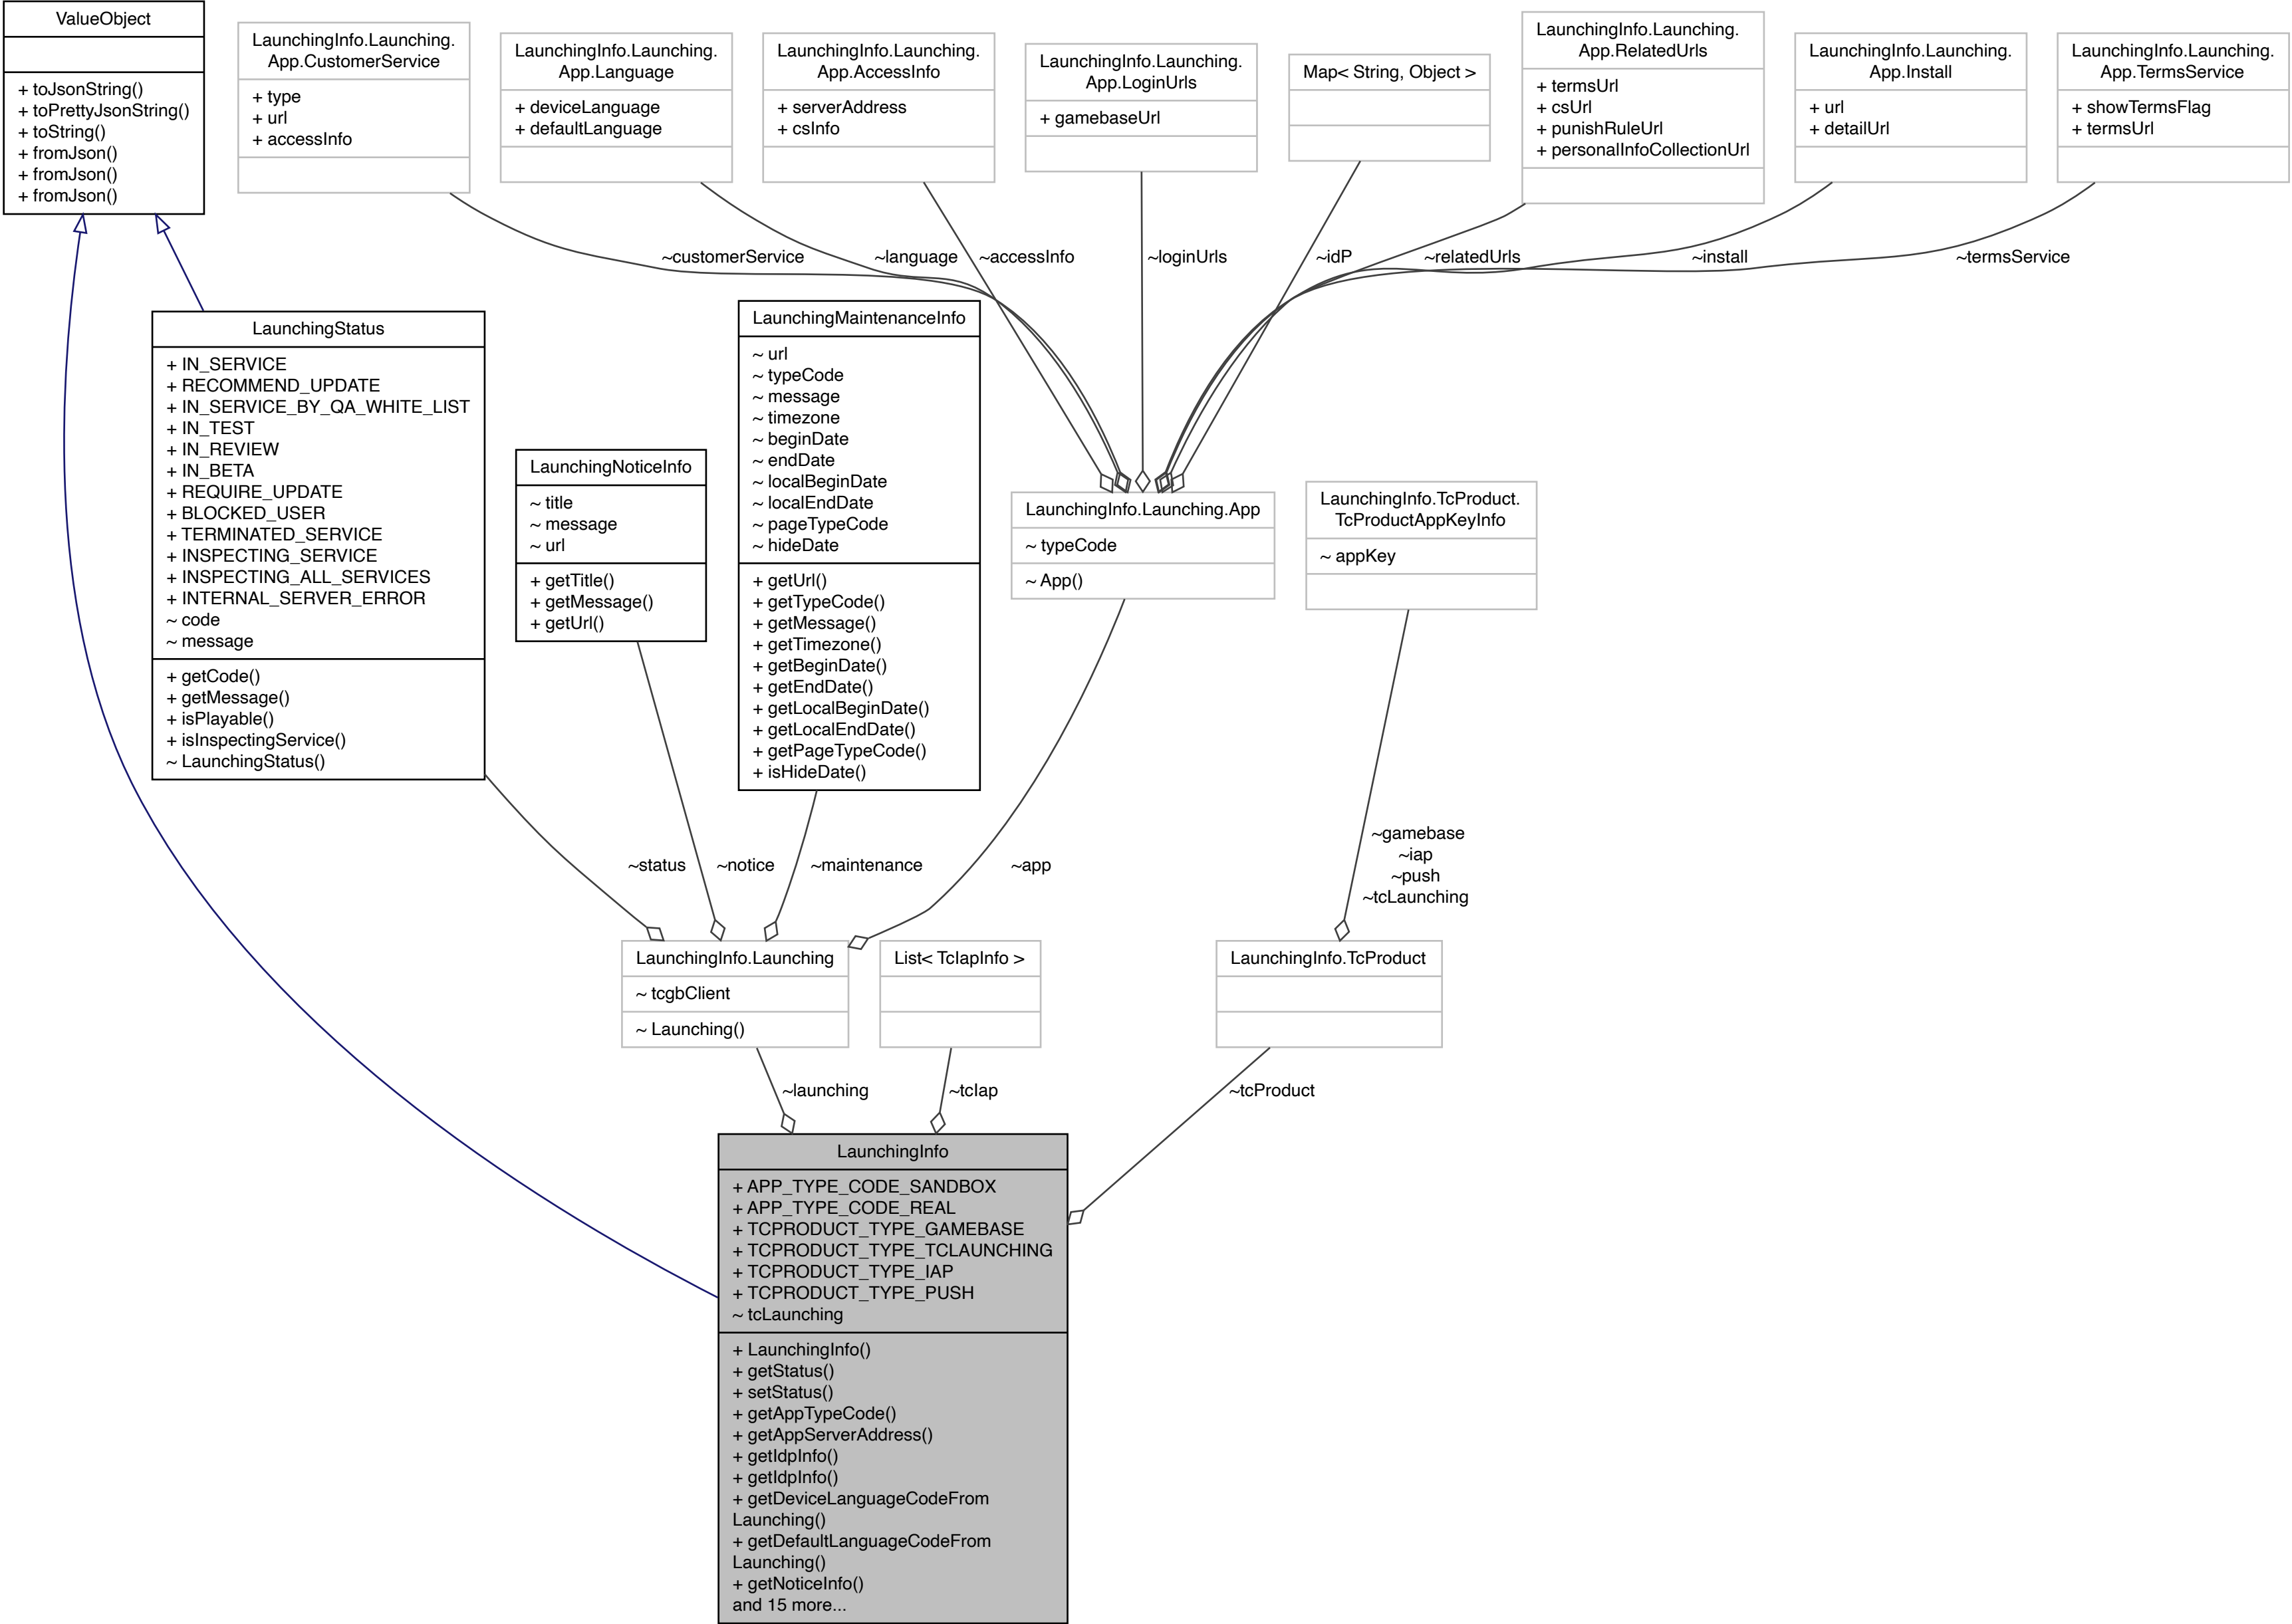 ValueObject
+ toJsonString()
+ toPrettyJsonString()
+ toString()
+ fromJson()
+ fromJson()
+ fromJson()
LaunchingInfo.Launching.
App.CustomerService
+ type
+ url
+ accessInfo
LaunchingInfo.Launching.
App.Language
+ deviceLanguage
+ defaultLanguage
LaunchingInfo.Launching.
App.AccessInfo
+ serverAddress
+ csInfo
LaunchingInfo.Launching.
App.LoginUrls
+ gamebaseUrl
Map< String, Object >
LaunchingInfo.Launching.
App.RelatedUrls
+ termsUrl
+ csUrl
+ punishRuleUrl
+ personalInfoCollectionUrl
LaunchingInfo.Launching.
App.Install
+ url
+ detailUrl
LaunchingInfo.Launching.
App.TermsService
+ showTermsFlag
+ termsUrl
~customerService
~language
~accessInfo
~loginUrls
~idP
~relatedUrls
~install
~termsService
LaunchingStatus
+ IN_SERVICE
+ RECOMMEND_UPDATE
+ IN_SERVICE_BY_QA_WHITE_LIST
+ IN_TEST
+ IN_REVIEW
+ IN_BETA
+ REQUIRE_UPDATE
+ BLOCKED_USER
+ TERMINATED_SERVICE
+ INSPECTING_SERVICE
+ INSPECTING_ALL_SERVICES
+ INTERNAL_SERVER_ERROR
~ code
~ message
+ getCode()
+ getMessage()
+ isPlayable()
+ isInspectingService()
~ LaunchingStatus()
LaunchingNoticeInfo
~ title
~ message
~ url
+ getTitle()
+ getMessage()
+ getUrl()
LaunchingMaintenanceInfo
~ url
~ typeCode
~ message
~ timezone
~ beginDate
~ endDate
~ localBeginDate
~ localEndDate
~ pageTypeCode
~ hideDate
+ getUrl()
+ getTypeCode()
+ getMessage()
+ getTimezone()
+ getBeginDate()
+ getEndDate()
+ getLocalBeginDate()
+ getLocalEndDate()
+ getPageTypeCode()
+ isHideDate()
LaunchingInfo.Launching.App
~ typeCode
~ App()
LaunchingInfo.TcProduct.
TcProductAppKeyInfo
~ appKey
~status
~notice
~maintenance
~app
~gamebase
~iap
~push
~tcLaunching
LaunchingInfo.Launching
~ tcgbClient
~ Launching()
List< TcIapInfo >
LaunchingInfo.TcProduct
~launching
~tcIap
~tcProduct
LaunchingInfo
+ APP_TYPE_CODE_SANDBOX
+ APP_TYPE_CODE_REAL
+ TCPRODUCT_TYPE_GAMEBASE
+ TCPRODUCT_TYPE_TCLAUNCHING
+ TCPRODUCT_TYPE_IAP
+ TCPRODUCT_TYPE_PUSH
~ tcLaunching
+ LaunchingInfo()
+ getStatus()
+ setStatus()
+ getAppTypeCode()
+ getAppServerAddress()
+ getIdpInfo()
+ getIdpInfo()
+ getDeviceLanguageCodeFrom
Launching()
+ getDefaultLanguageCodeFrom
Launching()
+ getNoticeInfo()
and 15 more...